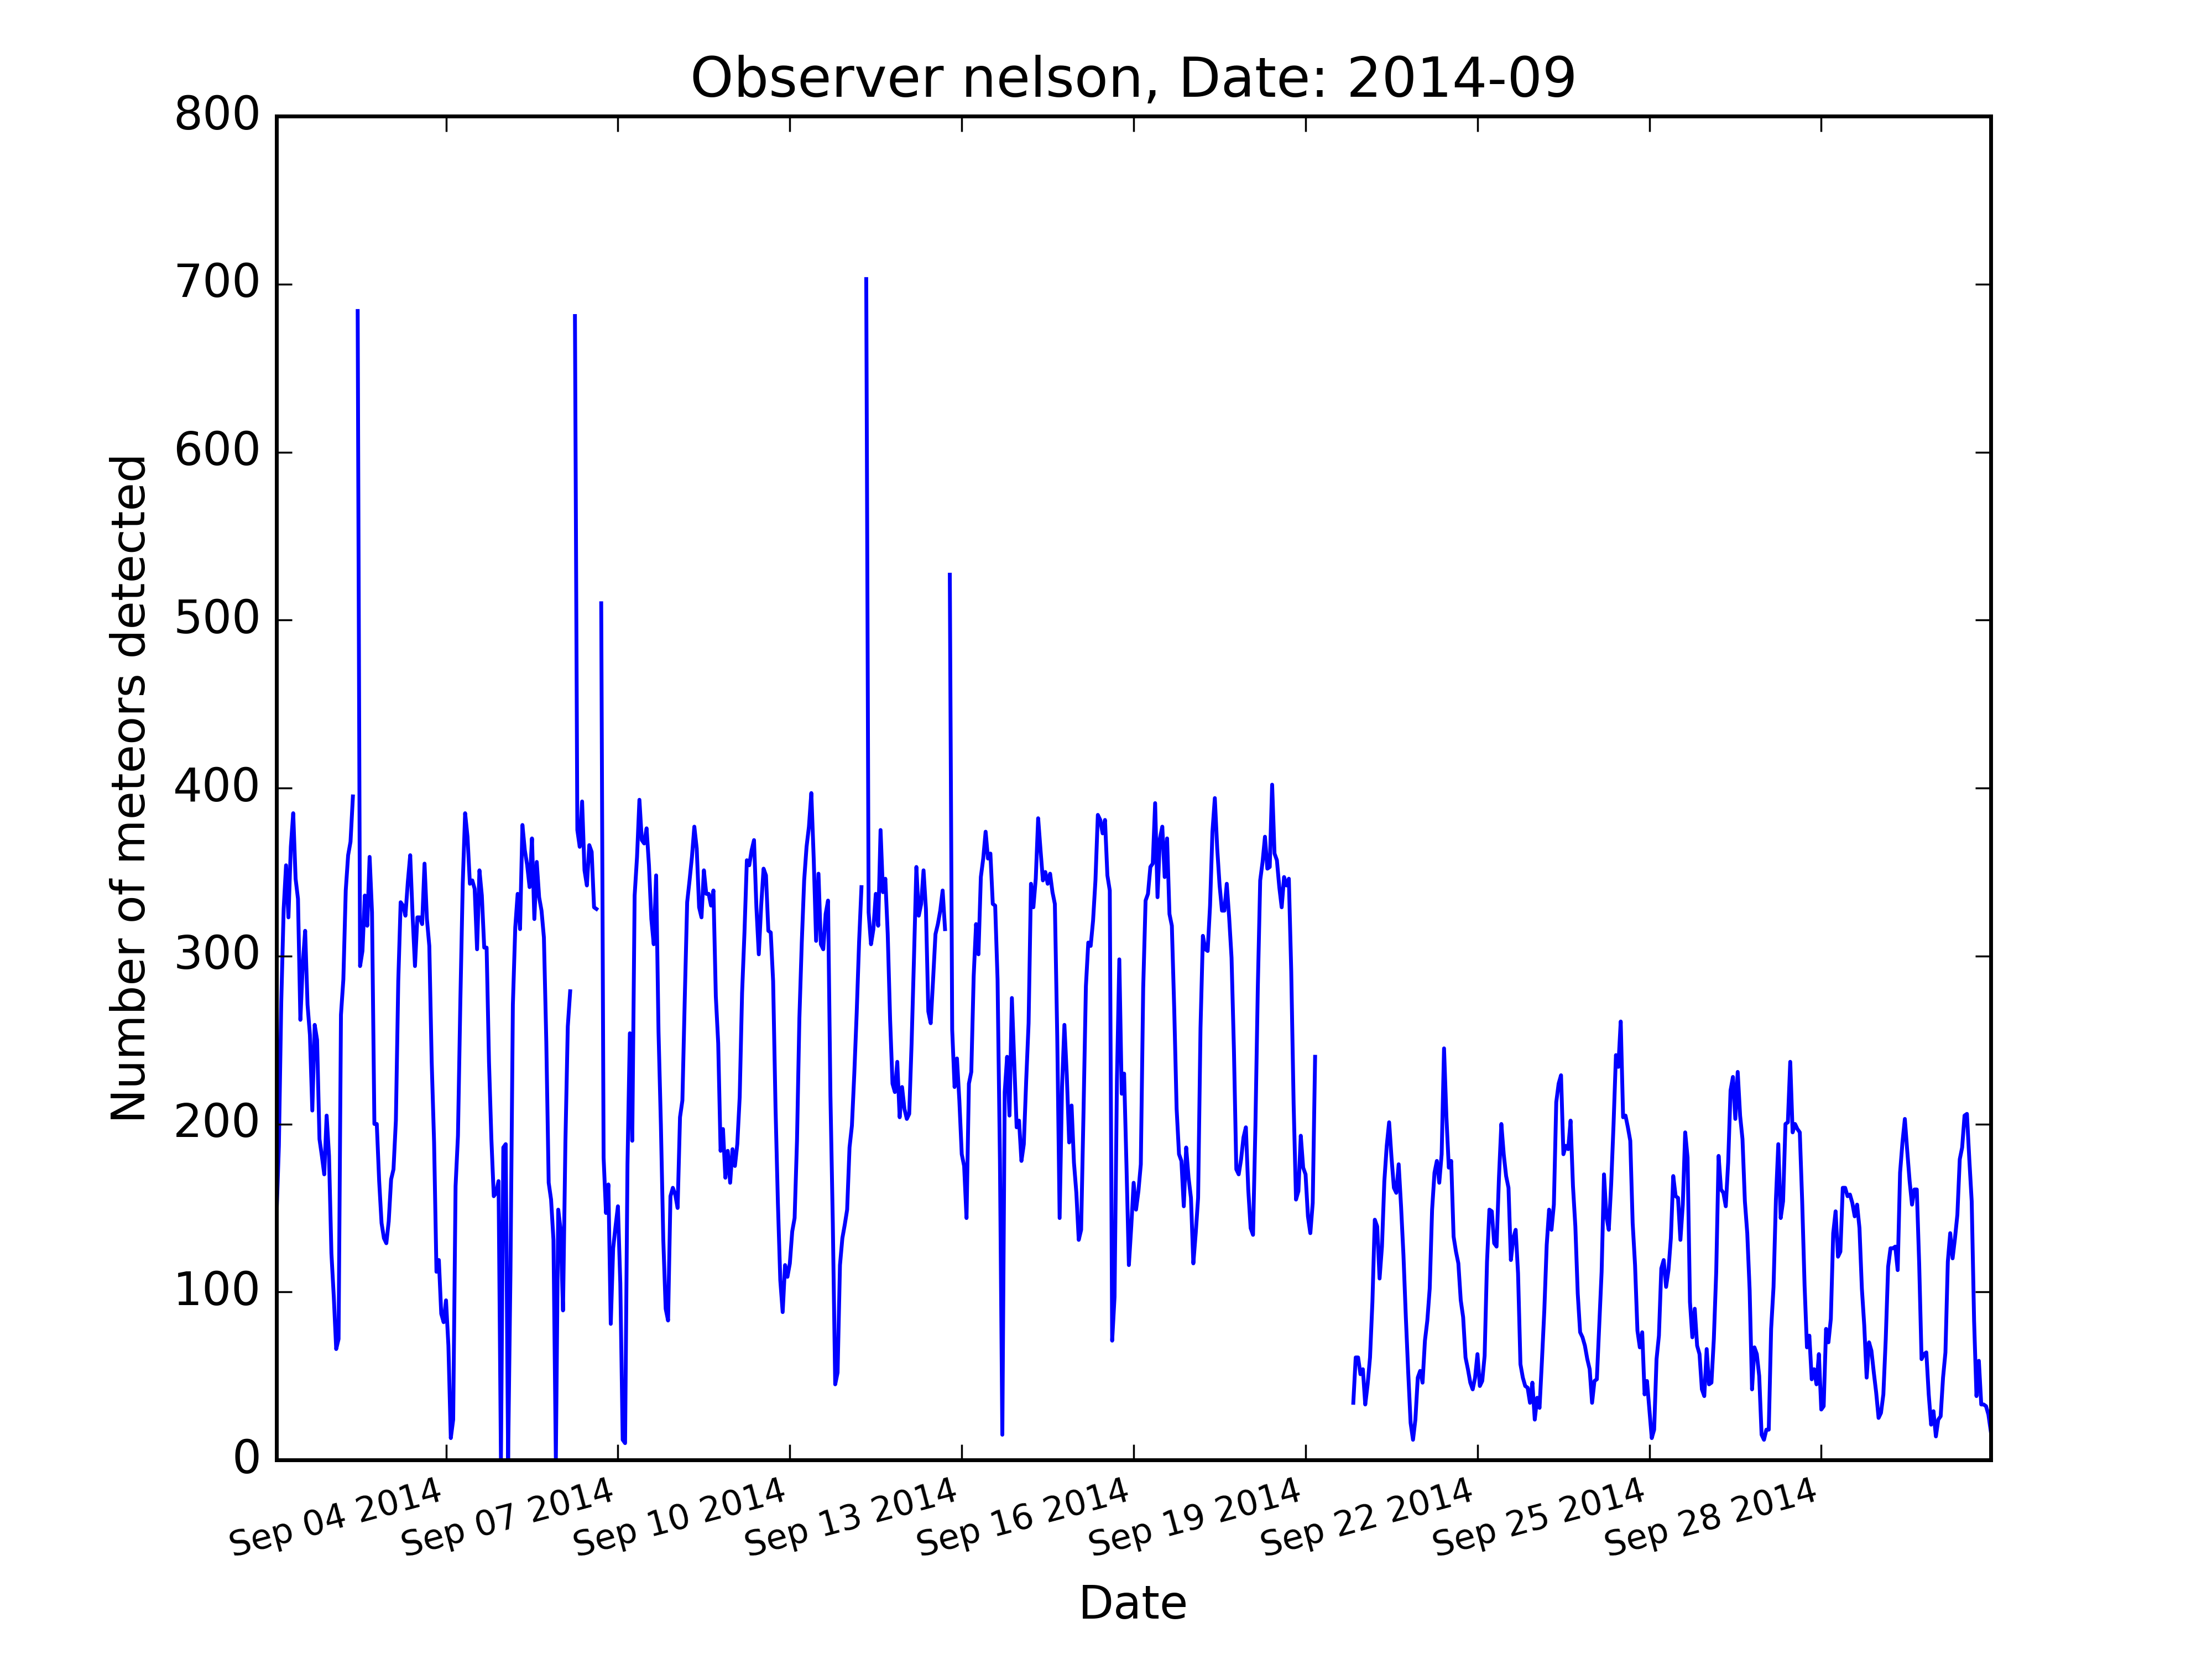 Observer nelson, Date: 2014-09
800
700
600
500
400
300
200
100
0
Number of meteors detected
Sep 04 2014
Sep 07 2014
Sep 10 2014
Sep 13 2014
Sep 16 2014
Sep 19 2014
Sep 22 2014
Sep 25 2014
Sep 28 2014
Date